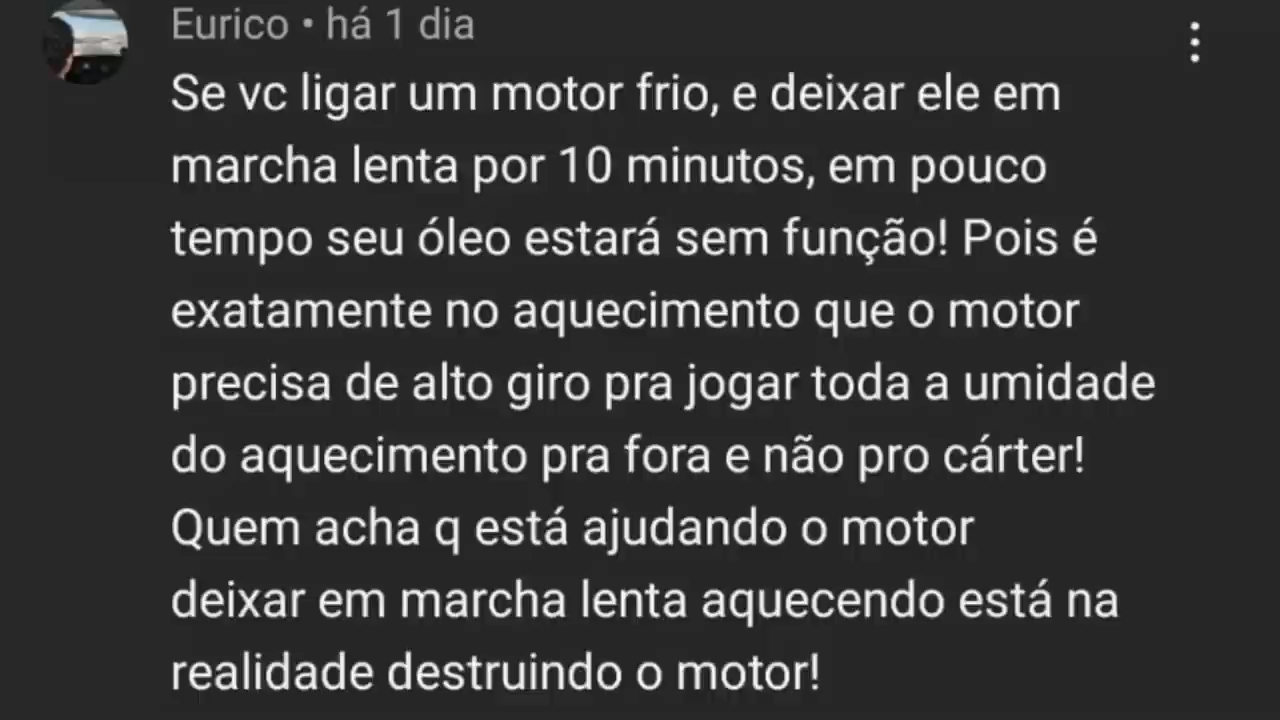 Eurico • há 1 dia
Se vc ligar um motor frio, e deixar ele em
marcha lenta por 10 minutos, em pouco
tempo seu óleo estará sem função! Pois é
exatamente no aquecimento que o motor
precisa de alto giro pra jogar toda a umidade
do aquecimento pra fora e não pro cárter!
Quem acha q está ajudando o motor
deixar em marcha lenta aquecendo está na
realidade destruindo o motor!